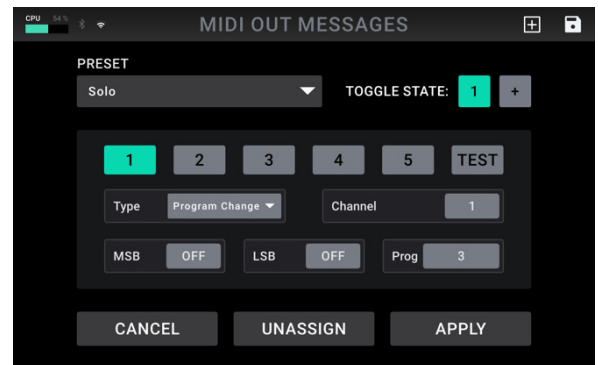 CPU 54 % MIDI OUT MESSAGES
PRESET
Solo TOGGLE STATE: 1 +
1 2 3 4 5 TEST
Type Program Change Channel 1
MSB OFF LSB OFF Prog 3
CANCEL UNASSIGN APPLY